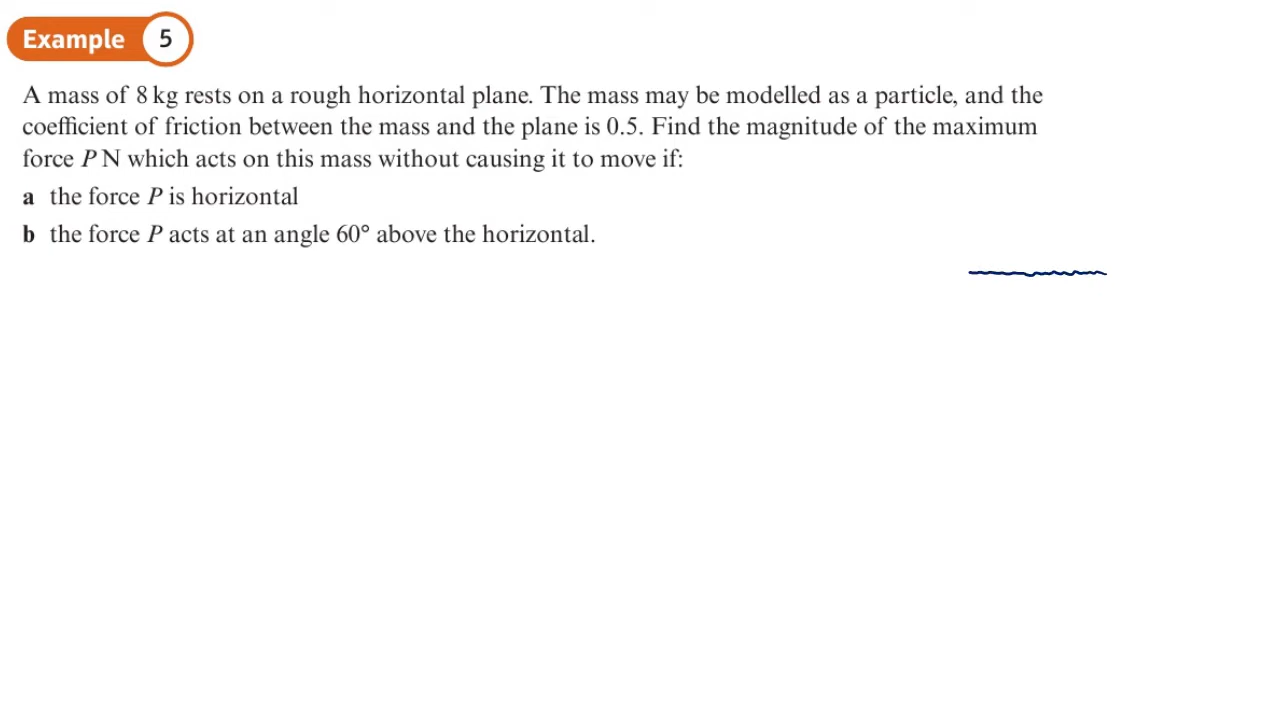 Example 5
A mass of 8 kg rests on a rough horizontal plane. The mass may be modelled as a particle, and the
coefficient of friction between the mass and the plane is 0.5. Find the magnitude of the maximum
force P N which acts on this mass without causing it to move if:
a the force P is horizontal
b the force P acts at an angle 60° above the horizontal.